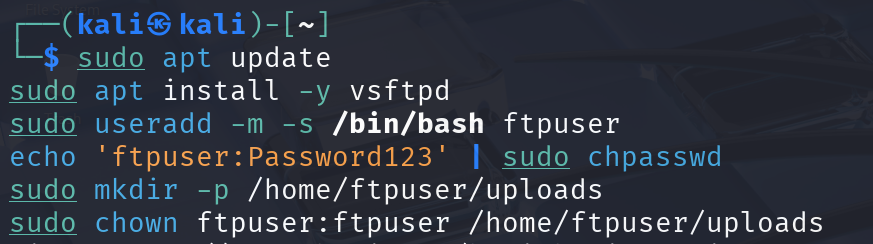 ┌──(kali㉿kali)-[~]
└─$ sudo apt update
sudo apt install -y vsftpd
sudo useradd -m -s /bin/bash ftpuser
echo 'ftpuser:Password123' | sudo chpasswd
sudo mkdir -p /home/ftpuser/uploads
sudo chown ftpuser:ftpuser /home/ftpuser/uploads